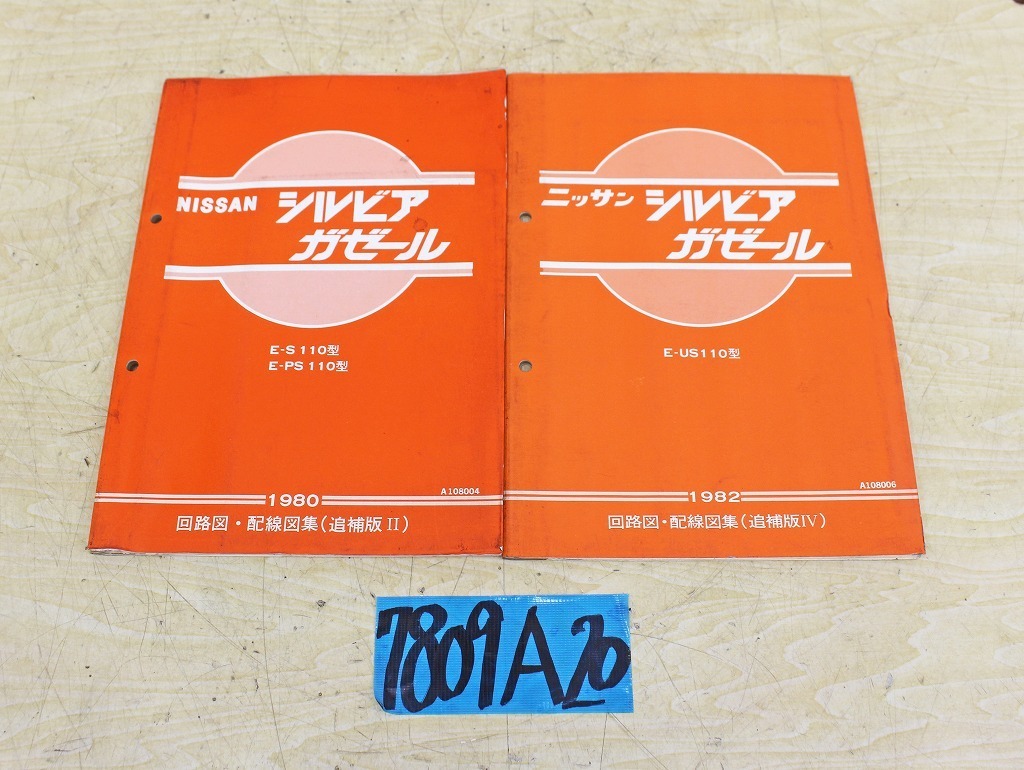 NISSAN シルビア
ガゼール
E-S110型
E-PS110型
A108004
1980
回路図・配線図集(追補版II)
ニッサン シルビア
ガゼール
E-US110型
A108006
1982
回路図・配線図集(追補版IV)
7809A20